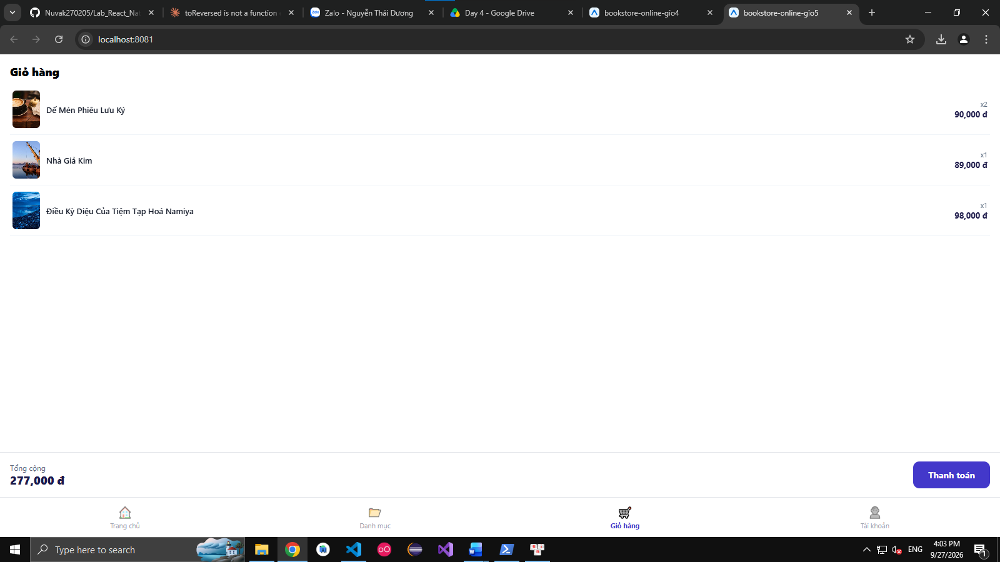 Nuvak270205/Lab_React_Nat
toReversed is not a function
Zalo - Nguyễn Thái Dương
Day 4 - Google Drive
bookstore-online-gio4
bookstore-online-gio5
localhost:8081
Giỏ hàng
Dế Mèn Phiêu Lưu Ký
x2
90,000 đ
Nhà Giả Kim
x1
89,000 đ
Điều Kỳ Diệu Của Tiệm Tạp Hoá Namiya
x1
98,000 đ
Tổng cộng
277,000 đ
Thanh toán
Trang chủ
Danh mục
Giỏ hàng
Tài khoản
Type here to search
ENG
4:03 PM
9/27/2026
1